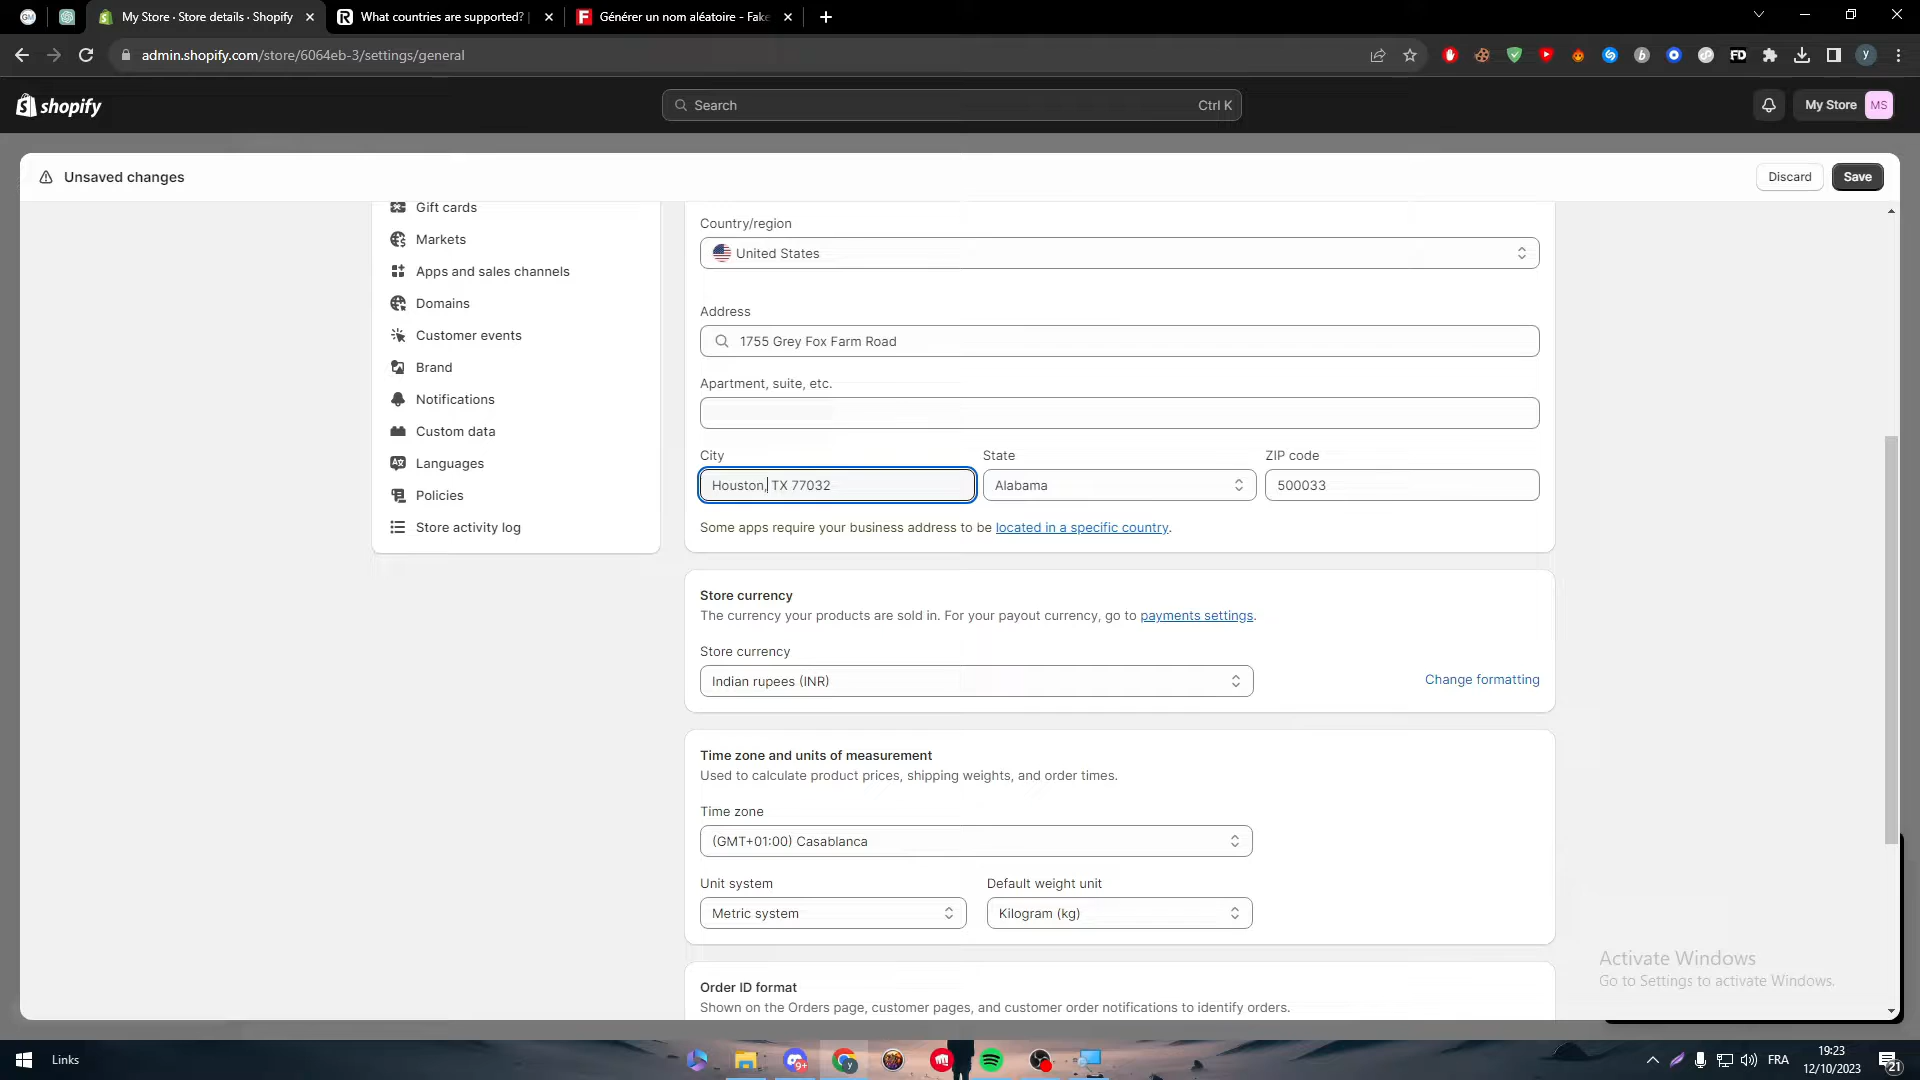 My Store · Store details · Shopify
What countries are supported?
Générer un nom aléatoire - Fake
admin.shopify.com/store/6064eb-3/settings/general
FD
y
shopify
Search
Ctrl K
My Store
MS
Unsaved changes
Discard
Save
Gift cards
Markets
Apps and sales channels
Domains
Customer events
Brand
Notifications
Custom data
Languages
Policies
Store activity log
Country/region
United States
Address
1755 Grey Fox Farm Road
Apartment, suite, etc.
City
State
ZIP code
Houston, TX 77032
Alabama
500033
Some apps require your business address to be located in a specific country.
Store currency
The currency your products are sold in. For your payout currency, go to payments settings.
Store currency
Indian rupees (INR)
Change formatting
Time zone and units of measurement
Used to calculate product prices, shipping weights, and order times.
Time zone
(GMT+01:00) Casablanca
Unit system
Default weight unit
Metric system
Kilogram (kg)
Order ID format
Shown on the Orders page, customer pages, and customer order notifications to identify orders.
Activate Windows
Go to Settings to activate Windows.
Links
FRA
19:23
12/10/2023
21